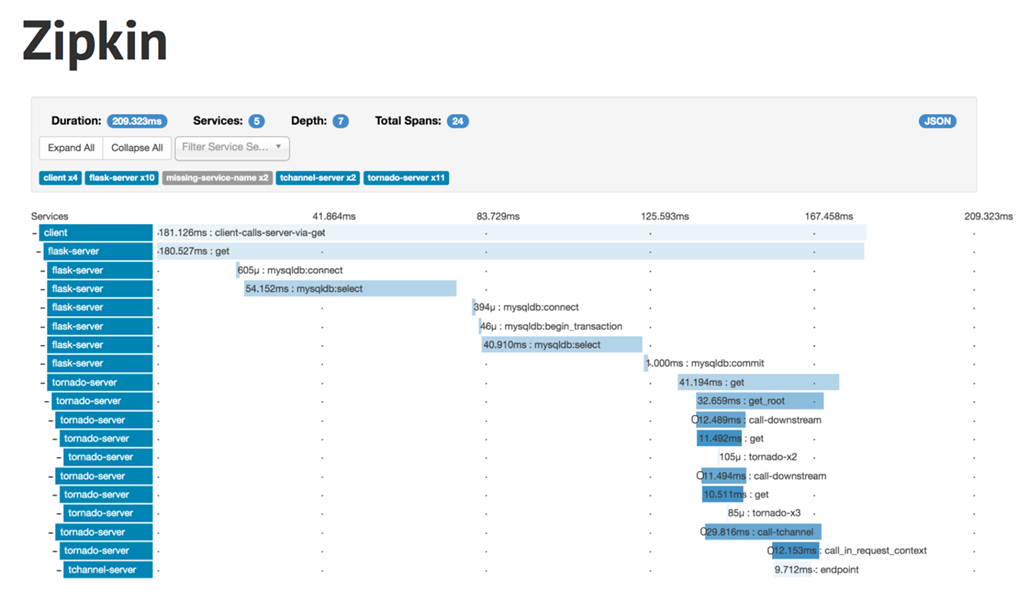 Zipkin
Duration: 209.323ms Services: 5 Depth: 7 Total Spans: 24 JSON
Expand All Collapse All Filter Service Se...
client x4 flask-server x10 missing-service-name x2 tchannel-server x2 tornado-server x11
Services 41.864ms 83.729ms 125.593ms 167.458ms 209.323ms
- client 181.126ms : client-calls-server-via-get
- flask-server 180.527ms : get
- flask-server 605μ : mysqldb:connect
- flask-server 54.152ms : mysqldb:select
- flask-server 394μ : mysqldb:connect
- flask-server 46μ : mysqldb:begin_transaction
- flask-server 40.910ms : mysqldb:select
- flask-server 1.000ms : mysqldb:commit
- tornado-server 41.194ms : get
- tornado-server 32.659ms : get_root
- tornado-server 12.489ms : call-downstream
- tornado-server 11.492ms : get
- tornado-server 105μ : tornado-x2
- tornado-server 11.494ms : call-downstream
- tornado-server 10.511ms : get
- tornado-server 85μ : tornado-x3
- tornado-server 29.816ms : call-tchannel
- tornado-server 12.153ms : call_in_request_context
- tchannel-server 9.712ms : endpoint